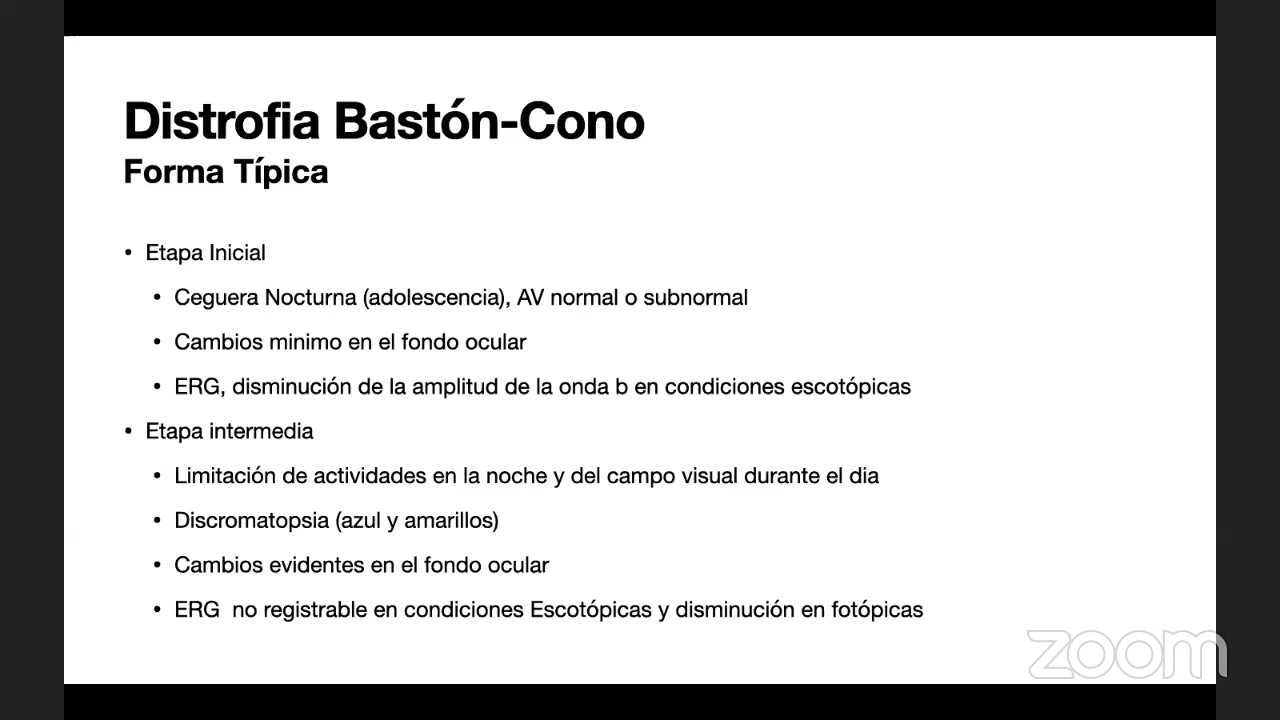 Distrofia Bastón-Cono
Forma Típica
• Etapa Inicial
• Ceguera Nocturna (adolescencia), AV normal o subnormal
• Cambios minimo en el fondo ocular
• ERG, disminución de la amplitud de la onda b en condiciones escotópicas
• Etapa intermedia
• Limitación de actividades en la noche y del campo visual durante el dia
• Discromatopsia (azul y amarillos)
• Cambios evidentes en el fondo ocular
• ERG  no registrable en condiciones Escotópicas y disminución en fotópicas
zoom